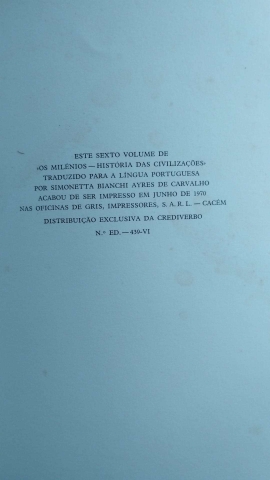 ESTE SEXTO VOLUME DE
«OS MILÉNIOS — HISTÓRIA DAS CIVILIZAÇÕES»
TRADUZIDO PARA A LÍNGUA PORTUGUESA
POR SIMONETTA BIANCHI AYRES DE CARVALHO
ACABOU DE SER IMPRESSO EM JUNHO DE 1970
NAS OFICINAS DE GRIS, IMPRESSORES, S. A. R. L. — CACÉM
DISTRIBUIÇÃO EXCLUSIVA DA CREDIVERBO
N.º ED. — 439-VI